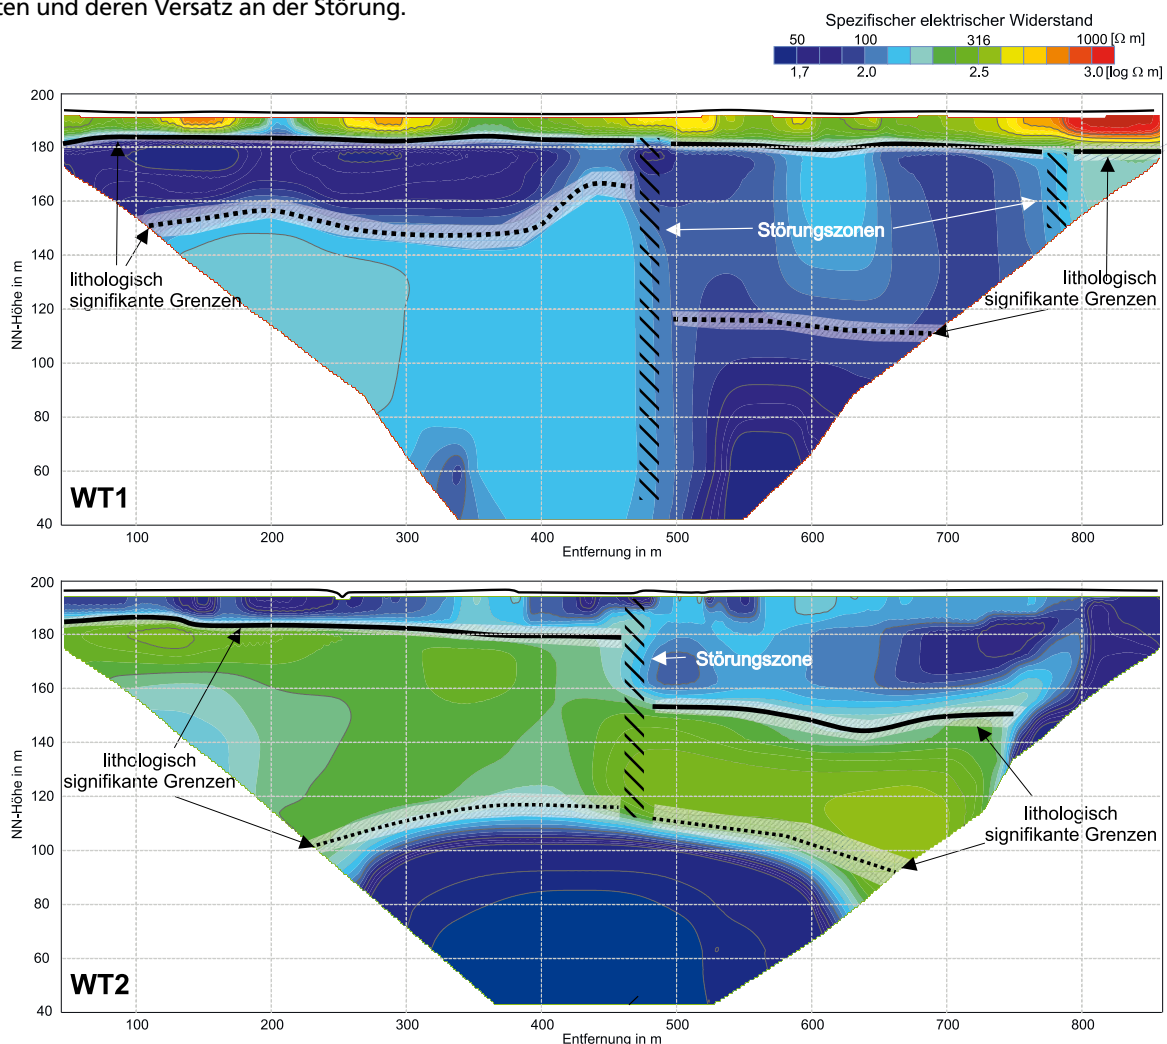 ten und deren Versatz an der Störung.
Spezifischer elektrischer Widerstand
50 100 316 1000 [Ω m]
1,7 2.0 2.5 3.0 [log Ω m]
200
180
160
140
120
100
80
60
40
NN-Höhe in m
Störungszonen
lithologisch
signifikante Grenzen
lithologisch
signifikante Grenzen
WT1
100 200 300 400 500 600 700 800
Entfernung in m
200
180
160
140
120
100
80
60
40
NN-Höhe in m
Störungszone
lithologisch
signifikante Grenzen
lithologisch
signifikante Grenzen
WT2
100 200 300 400 500 600 700 800
Entfernung in m